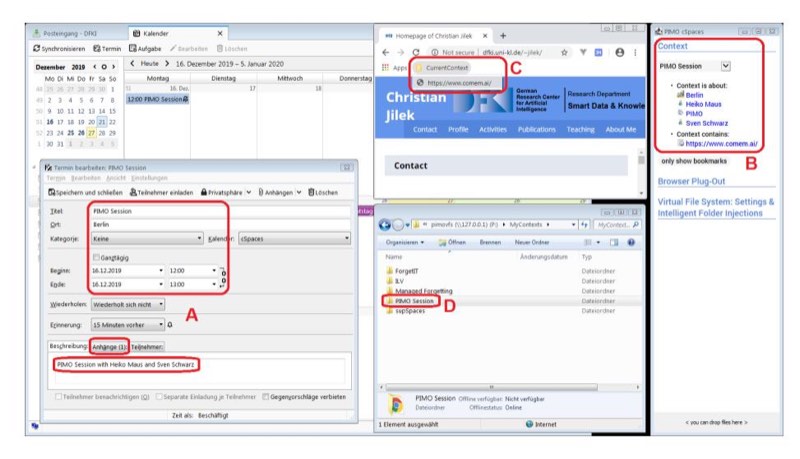 Posteingang - DFKI
Kalender
Synchronisieren Termin Aufgabe Bearbeiten Löschen
Dezember 2019
Heute 16. Dezember 2019 – 5. Januar 2020
Mo Di Mi Do Fr Sa So
Montag Dienstag Mittwoch Donnerstag
48 25 26 27 28 29 30 1
16. Dez. 17 18
49 2 3 4 5 6 7 8
12:00 PIMO Session
50 9 10 11 12 13 14 15
51 16 17 18 19 20 21 22
52 23 24 25 26 27 28 29
1 30 31 1 2 3 4 5
Termin bearbeiten: PIMO Session
Termin Bearbeiten Ansicht Einstellungen
Speichern und schließen Teilnehmer einladen Privatsphäre Anhängen Löschen
Titel: PIMO Session
Ort: Berlin
Kategorie: Keine Kalender: cSpaces
Ganztägig
Beginn: 16.12.2019 12:00
Ende: 16.12.2019 13:00
A
Wiederholen: Wiederholt sich nicht
Erinnerung: 15 Minuten vorher
Beschreibung: Anhänge (1) Teilnehmer:
PIMO Session with Heiko Maus and Sven Schwarz
Teilnehmer benachrichtigen Separate Einladung je Teilnehmer Gegenvorschläge verbieten
Zeit als: Beschäftigt
Homepage of Christian Jilek
Not secure dfki.uni-kl.de/~jilek/
Apps CurrentContext
https://www.comem.ai/
C
Christian
Jilek
German
Research Center
for Artificial
Intelligence
Research Department
Smart Data & Knowle
Contact Profile Activities Publications Teaching About Me
Contact
pimovfs (\\127.0.0.1) (P:) MyContexts MyContext...
Organisieren Öffnen Brennen Neuer Ordner
Name Änderungsdatum Typ
ForgetIT Dateiordner
ILV Dateiordner
Managed Forgetting Dateiordner
PIMO Session Dateiordner
D
supSpaces Dateiordner
PIMO Session Offline verfügbar: Nicht verfügbar
Dateiordner Offlinestatus: Online
1 Element ausgewählt Internet
PIMO cSpaces
Context
PIMO Session
Context is about:
Berlin
Heiko Maus
PIMO
Sven Schwarz
Context contains:
https://www.comem.ai/
only show bookmarks
B
Browser Plug-Out
Virtual File System: Settings &
Intelligent Folder Injections
< you can drop files here >